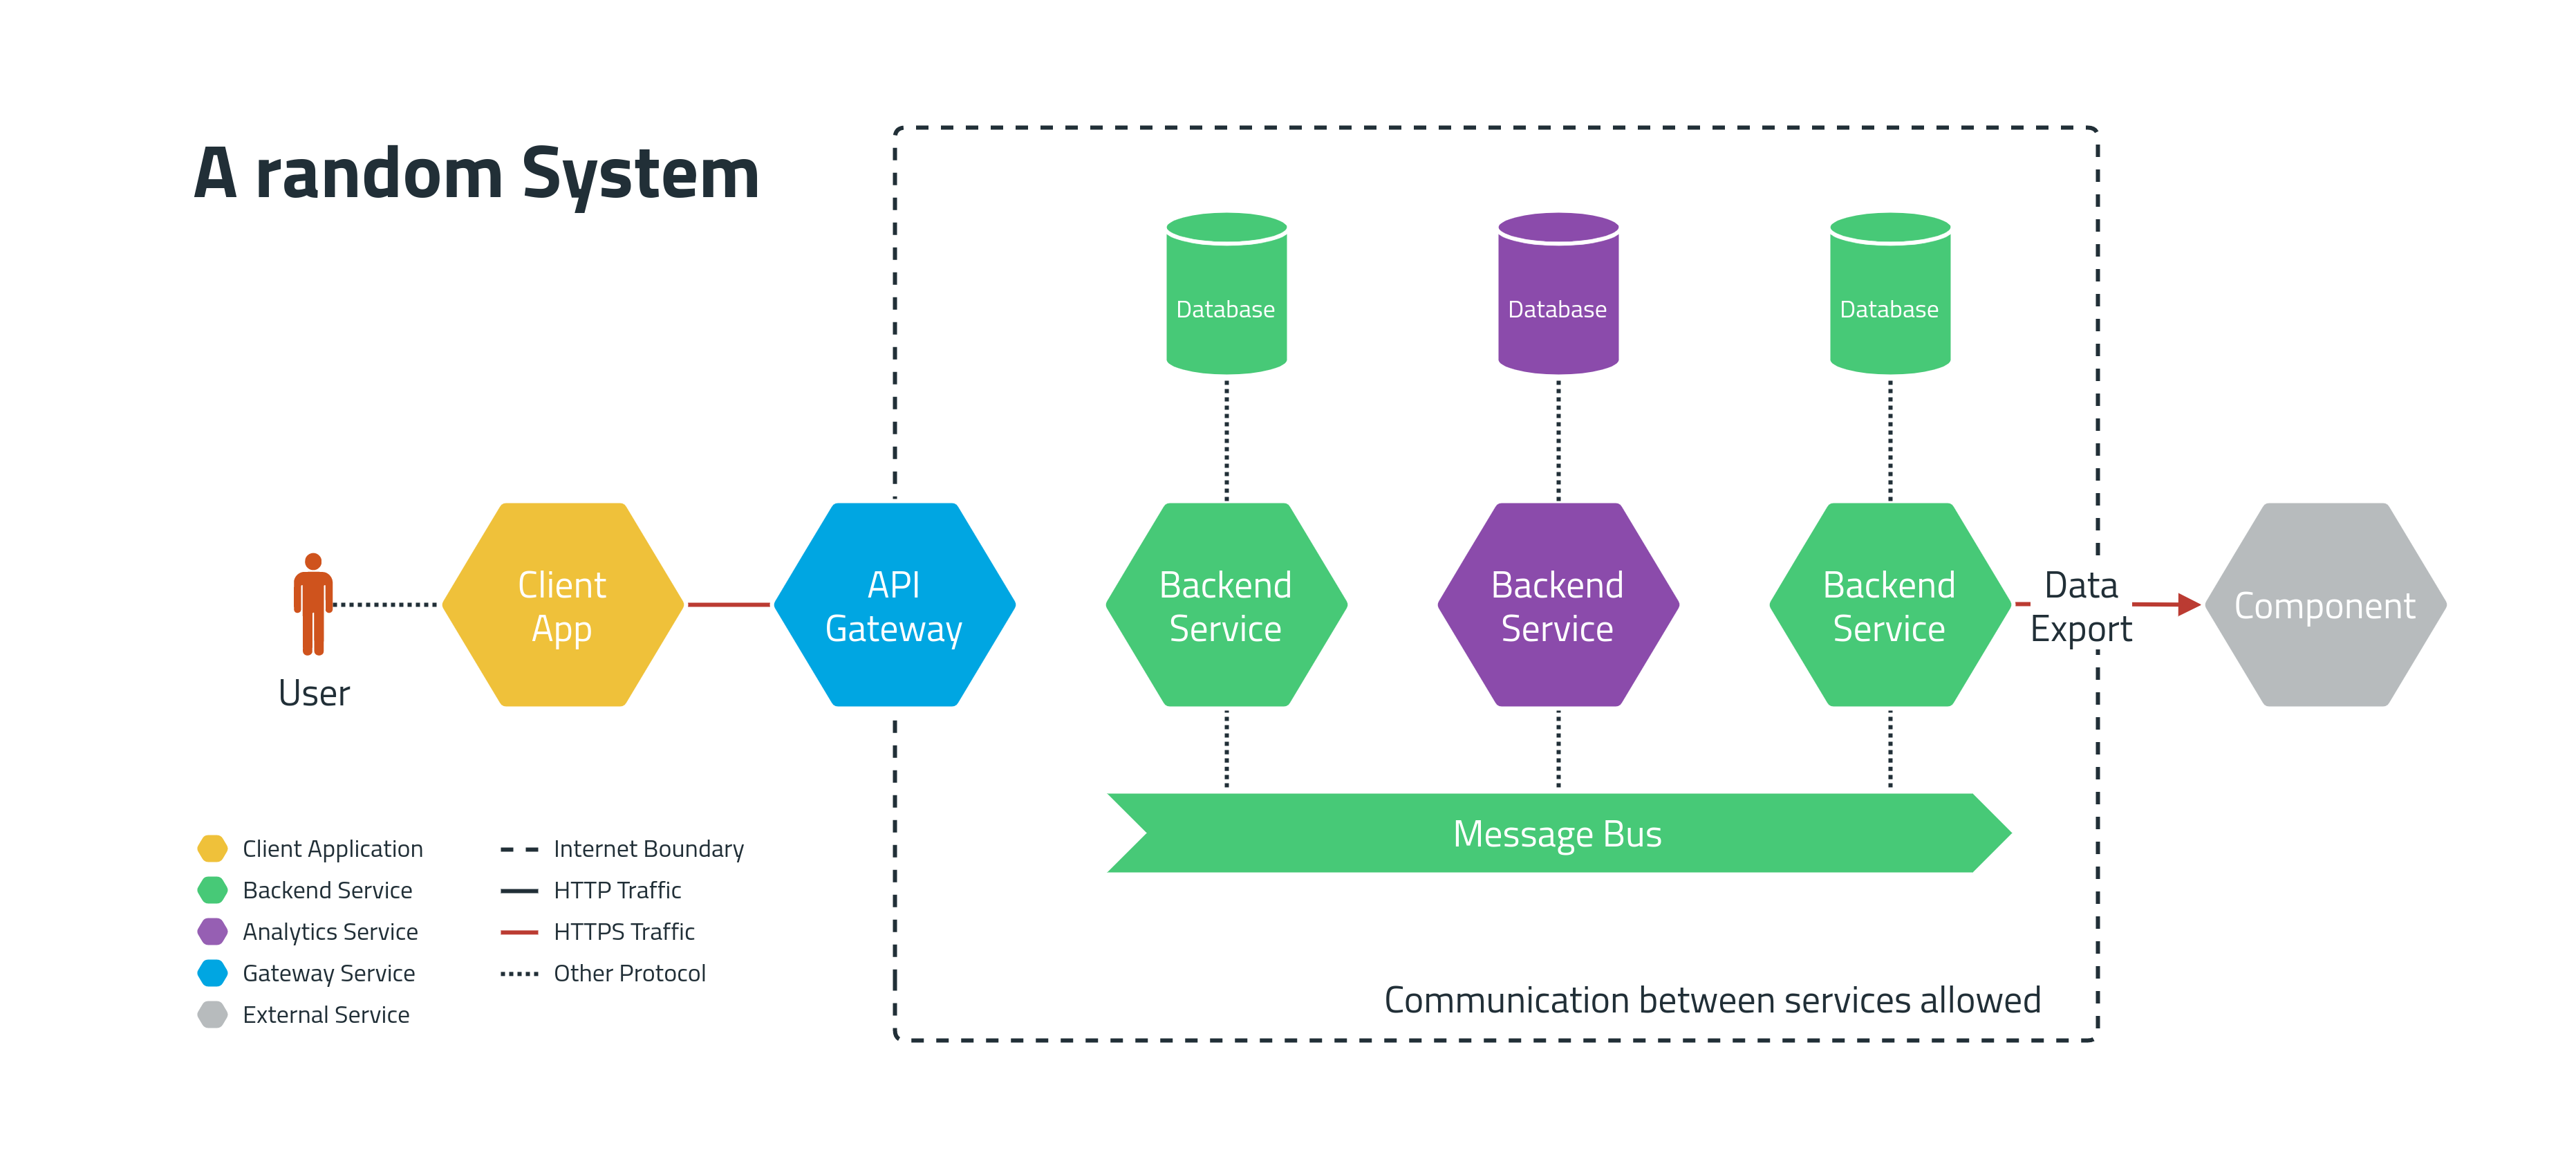 A random System
Database
Database
Database
Client
App
API
Gateway
Backend
Service
Backend
Service
Backend
Service
Data
Export
Component
User
Message Bus
Client Application
Backend Service
Analytics Service
Gateway Service
External Service
Internet Boundary
HTTP Traffic
HTTPS Traffic
Other Protocol
Communication between services allowed